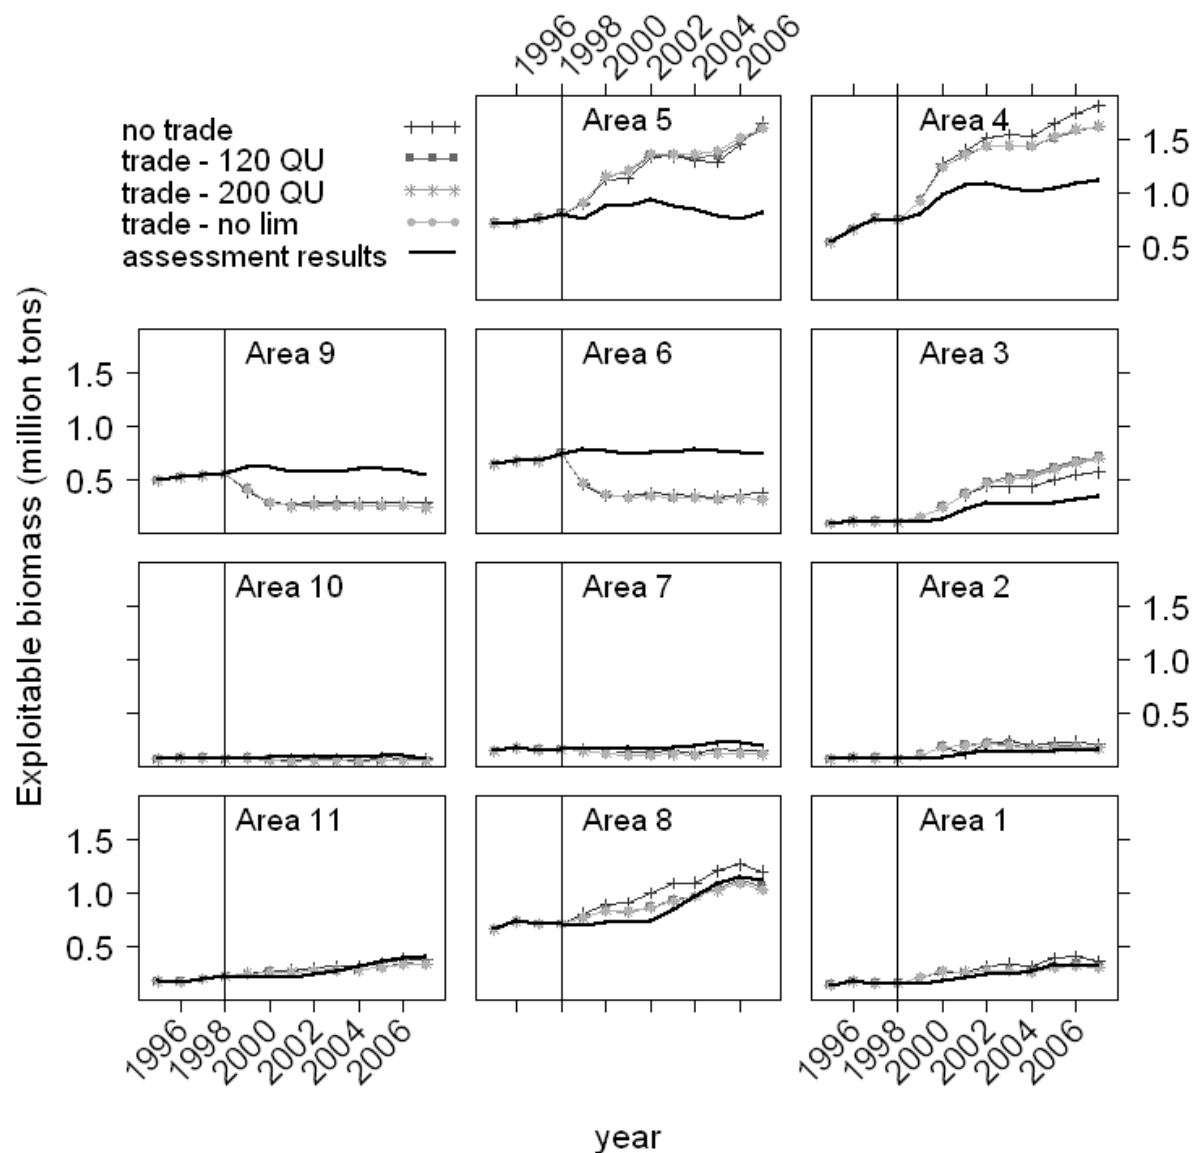 1996 1998 2000 2002 2004 2006
no trade
trade - 120 QU
trade - 200 QU
trade - no lim
assessment results
Area 5
Area 4
1.5
1.0
0.5
Exploitable biomass (million tons)
Area 9
Area 6
Area 3
1.5
1.0
0.5
Area 10
Area 7
Area 2
1.5
1.0
0.5
Area 11
Area 8
Area 1
1.5
1.0
0.5
1996 1998 2000 2002 2004 2006
1996 1998 2000 2002 2004 2006
year